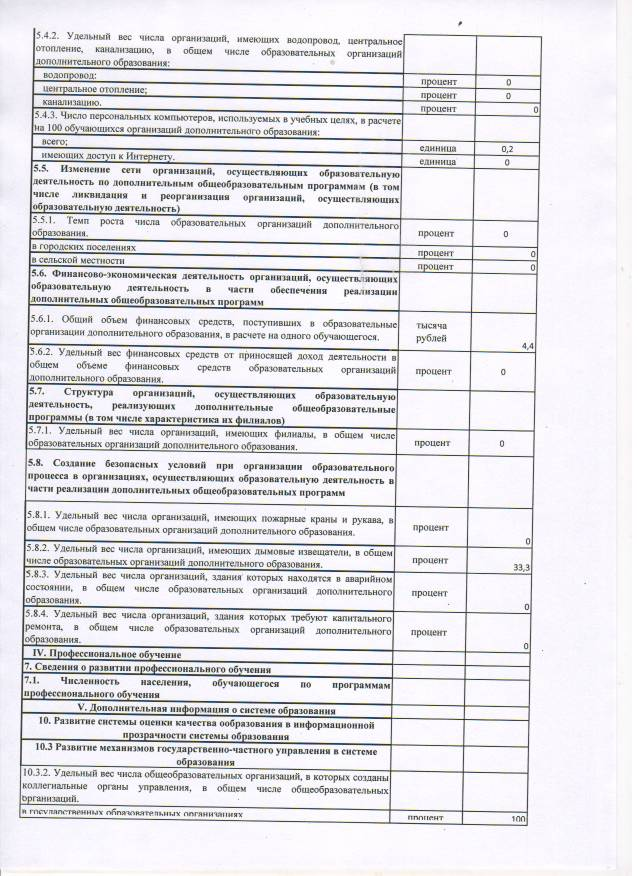 5.4.2. Удельный вес числа организаций, имеющих водопровод, центральное
отопление, канализацию, в общем числе образовательных организаций
дополнительного образования:
водопровод: процент 0
центральное отопление; процент 0
канализацию. процент 0
5.4.3. Число персональных компьютеров, используемых в учебных целях, в расчете
на 100 обучающихся организаций дополнительного образования:
всего; единица 0,2
имеющих доступ к Интернету. единица 0
5.5. Изменение сети организаций, осуществляющих образовательную
деятельность по дополнительным общеобразовательным программам (в том
числе ликвидация и реорганизация организаций, осуществляющих
образовательную деятельность)
5.5.1. Темп роста числа образовательных организаций дополнительного
образования. процент 0
в городских поселениях процент 0
в сельской местности процент 0
5.6. Финансово-экономическая деятельность организаций, осуществляющих
образовательную деятельность в части обеспечения реализации
дополнительных общеобразовательных программ
5.6.1. Общий объем финансовых средств, поступивших в образовательные тысяча
организации дополнительного образования, в расчете на одного обучающегося. рублей 4,4
5.6.2. Удельный вес финансовых средств от приносящей доход деятельности в
общем объеме финансовых средств образовательных организаций процент 0
дополнительного образования.
5.7. Структура организаций, осуществляющих образовательную
деятельность, реализующих дополнительные общеобразовательные
программы (в том числе характеристика их филиалов)
5.7.1. Удельный вес числа организаций, имеющих филиалы, в общем числе
образовательных организаций дополнительного образования. процент 0
5.8. Создание безопасных условий при организации образовательного
процесса в организациях, осуществляющих образовательную деятельность в
части реализации дополнительных общеобразовательных программ
5.8.1. Удельный вес числа организаций, имеющих пожарные краны и рукава, в процент
общем числе образовательных организаций дополнительного образования. 0
5.8.2. Удельный вес числа организаций, имеющих дымовые извещатели, в общем процент
числе образовательных организаций дополнительного образования. 33,3
5.8.3. Удельный вес числа организаций, здания которых находятся в аварийном
состоянии, в общем числе образовательных организаций дополнительного процент
образования. 0
5.8.4. Удельный вес числа организаций, здания которых требуют капитального
ремонта, в общем числе образовательных организаций дополнительного процент
образования. 0
IV. Профессиональное обучение
7. Сведения о развитии профессионального обучения
7.1. Численность населения, обучающегося по программам
профессионального обучения
V. Дополнительная информация о системе образования
10. Развитие системы оценки качества ообразования в информационной
прозрачности системы образования
10.3 Развитие механизмов государственно-частного управления в системе
образования
10.3.2. Удельный вес числа общеобразовательных организаций, в которых созданы
коллегиальные органы управления, в общем числе общеобразовательных
организаций.
в государственных образовательных организациях процент 100